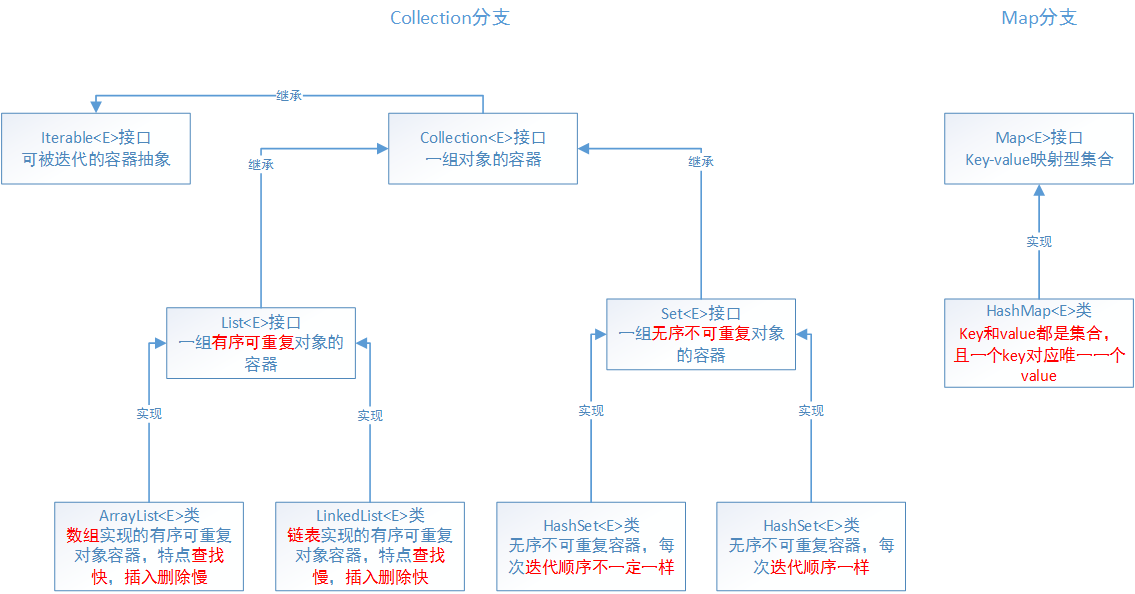 Collection分支
Map分支
继承
Iterable<E>接口
可被迭代的容器抽象
Collection<E>接口
一组对象的容器
Map<E>接口
Key-value映射型集合
继承
继承
实现
List<E>接口
一组有序可重复对象的
容器
Set<E>接口
一组无序不可重复对象
的容器
HashMap<E>类
Key和value都是集合，
且一个key对应唯一一个
value
实现
实现
实现
实现
ArrayList<E>类
数组实现的有序可重复
对象容器，特点查找
快，插入删除慢
LinkedList<E>类
链表实现的有序可重复
对象容器，特点查找
慢，插入删除快
HashSet<E>类
无序不可重复容器，每
次迭代顺序不一定一样
HashSet<E>类
无序不可重复容器，每
次迭代顺序一样